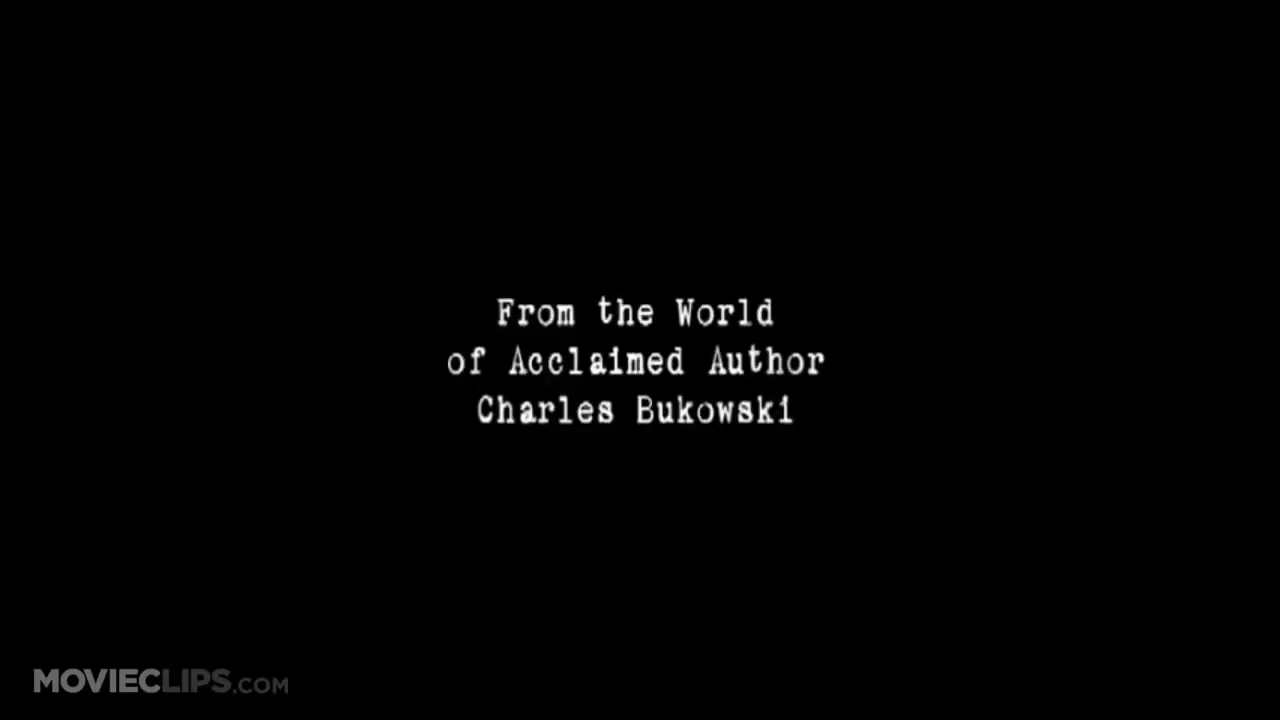 From the World
of Acclaimed Author
Charles Bukowski
MOVIECLIPS.COM